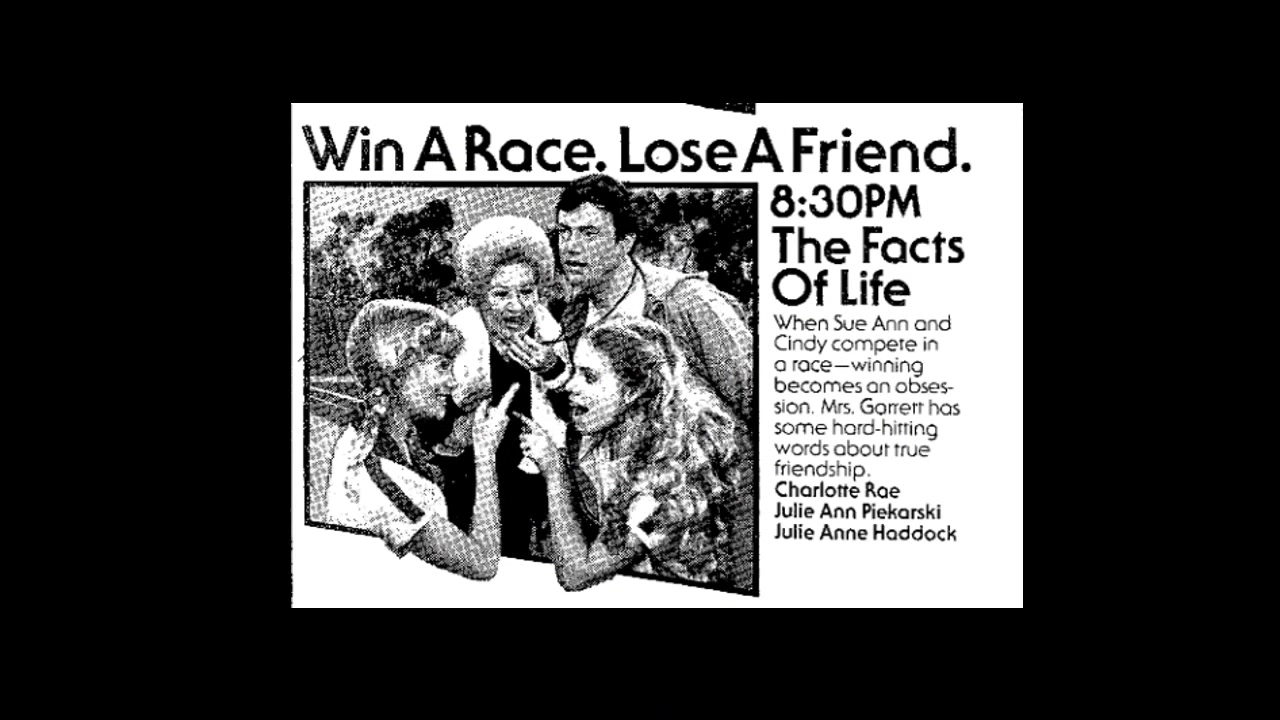 Win A Race. Lose A Friend.
8:30PM
The Facts
Of Life
When Sue Ann and
Cindy compete in
a race—winning
becomes an obses-
sion. Mrs. Garrett has
some hard-hitting
words about true
friendship.
Charlotte Rae
Julie Ann Piekarski
Julie Anne Haddock